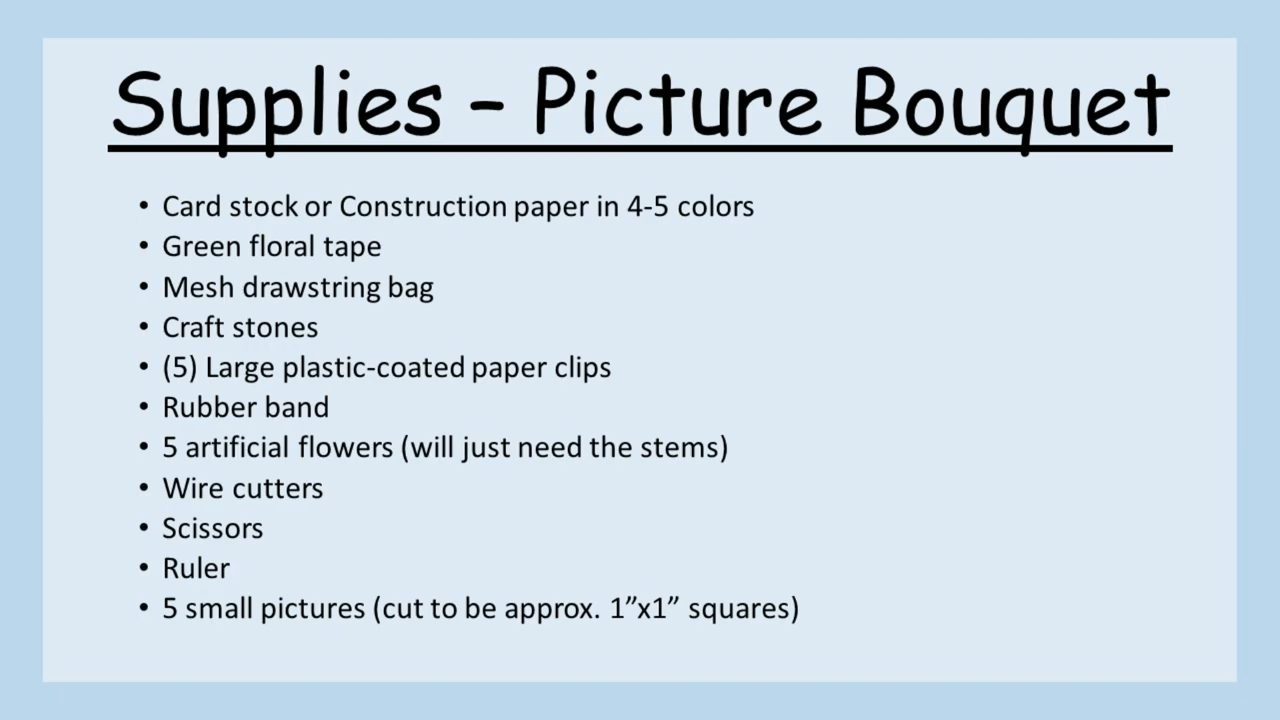 Supplies – Picture Bouquet
• Card stock or Construction paper in 4-5 colors
• Green floral tape
• Mesh drawstring bag
• Craft stones
• (5) Large plastic-coated paper clips
• Rubber band
• 5 artificial flowers (will just need the stems)
• Wire cutters
• Scissors
• Ruler
• 5 small pictures (cut to be approx. 1”x1” squares)